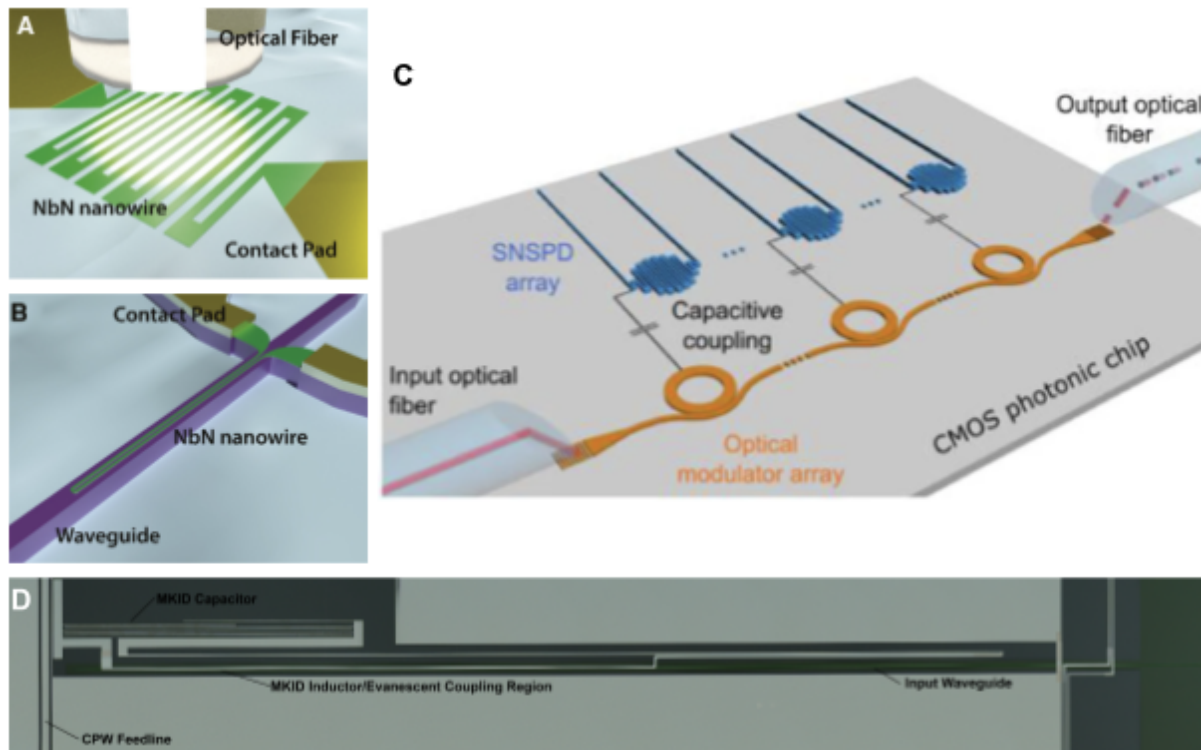 A
Optical Fiber
NbN nanowire
Contact Pad
B
Contact Pad
NbN nanowire
Waveguide
C
Output optical
fiber
SNSPD
array
Capacitive
coupling
Input optical
fiber
Optical
modulator array
CMOS photonic chip
D
MKID Capacitor
MKID Inductor/Evanescent Coupling Region
Input Waveguide
CPW Feedline